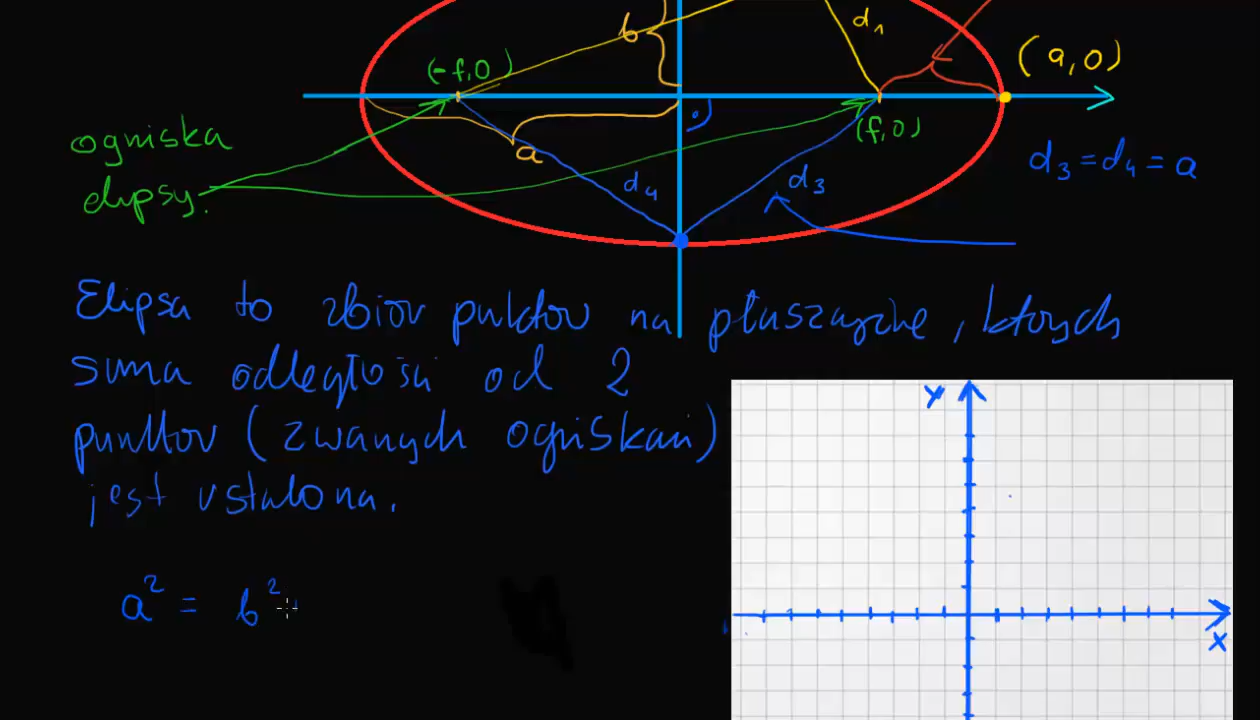 b
d₁
(-f,0)
(a,0)
(f,0)
ogniska
elipsy.
a
d₄
d₃
d₃=d₄=a
Elipsa to zbiór punktów na płaszczyźnie, których
suma odległości od 2
punktów (zwanych ogniskami)
jest ustalona.
y
x
a² = b²